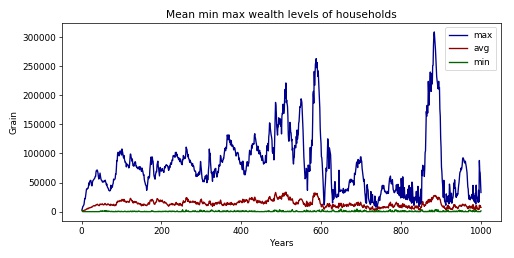 Mean min max wealth levels of households
Grain
300000
250000
200000
150000
100000
50000
0
max
avg
min
0 200 400 600 800 1000
Years